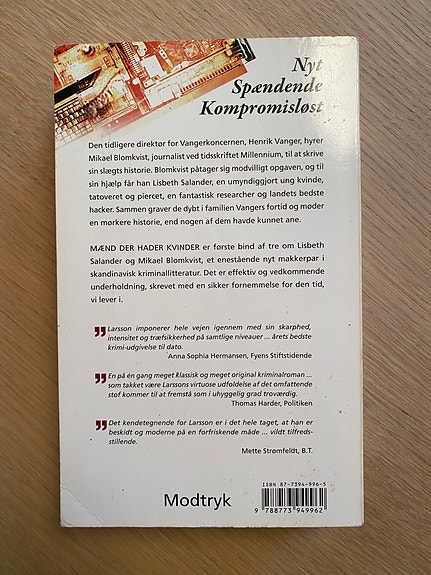 Nyt
Spændende
Kompromisløst
Den tidligere direktør for Vangerkoncernen, Henrik Vanger, hyrer
Mikael Blomkvist, journalist ved tidsskriftet Millennium, til at skrive
sin slægts historie. Blomkvist påtager sig modvilligt opgaven, og til
sin hjælp får han Lisbeth Salander, en umyndiggjort ung kvinde,
tatoveret og piercet, en fantastisk researcher og landets bedste
hacker. Sammen graver de dybt i familien Vangers fortid og møder
en mørkere historie, end nogen af dem havde kunnet ane.
MÆND DER HADER KVINDER er første bind af tre om Lisbeth
Salander og Mikael Blomkvist, et enestående nyt makkerpar i
skandinavisk kriminallitteratur. Det er effektiv og vedkommende
underholdning, skrevet med en sikker fornemmelse for den tid,
vi lever i.
"Larsson imponerer hele vejen igennem med sin skarphed,
intensitet og træfsikkerhed på samtlige niveauer ... årets bedste
krimi-udgivelse til dato.
Anna Sophia Hermansen, Fyens Stiftstidende
"En på én gang meget klassisk og meget original kriminalroman ...
som takket være Larssons virtuose udfoldelse af det omfattende
stof kommer til at fremstå som i uhyggelig grad troværdig.
Thomas Harder, Politiken
"Det kendetegnende for Larsson er i det hele taget, at han er
beskidt og moderne på en forfriskende måde ... vildt tilfreds-
stillende.
Mette Strømfeldt, B.T.
ISBN 87-7394-996-5
Modtryk
9 788773 949962